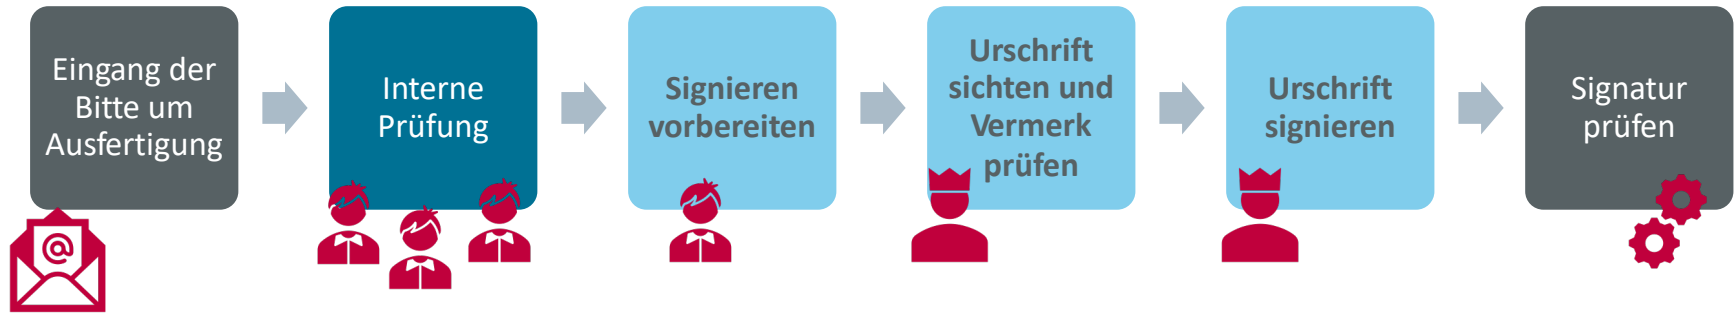 Eingang der
Bitte um
Ausfertigung
Interne
Prüfung
Signieren
vorbereiten
Urschrift
sichten und
Vermerk
prüfen
Urschrift
signieren
Signatur
prüfen
@